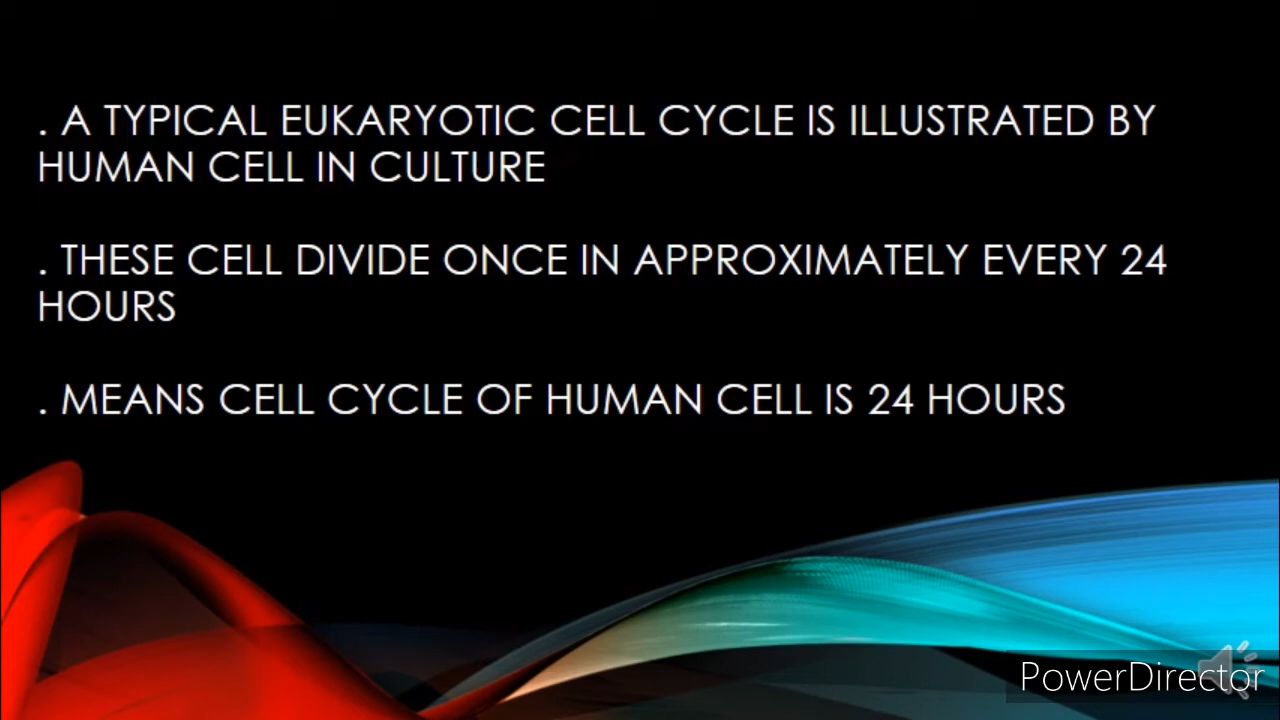 . A TYPICAL EUKARYOTIC CELL CYCLE IS ILLUSTRATED BY
HUMAN CELL IN CULTURE
. THESE CELL DIVIDE ONCE IN APPROXIMATELY EVERY 24
HOURS
. MEANS CELL CYCLE OF HUMAN CELL IS 24 HOURS
PowerDirector